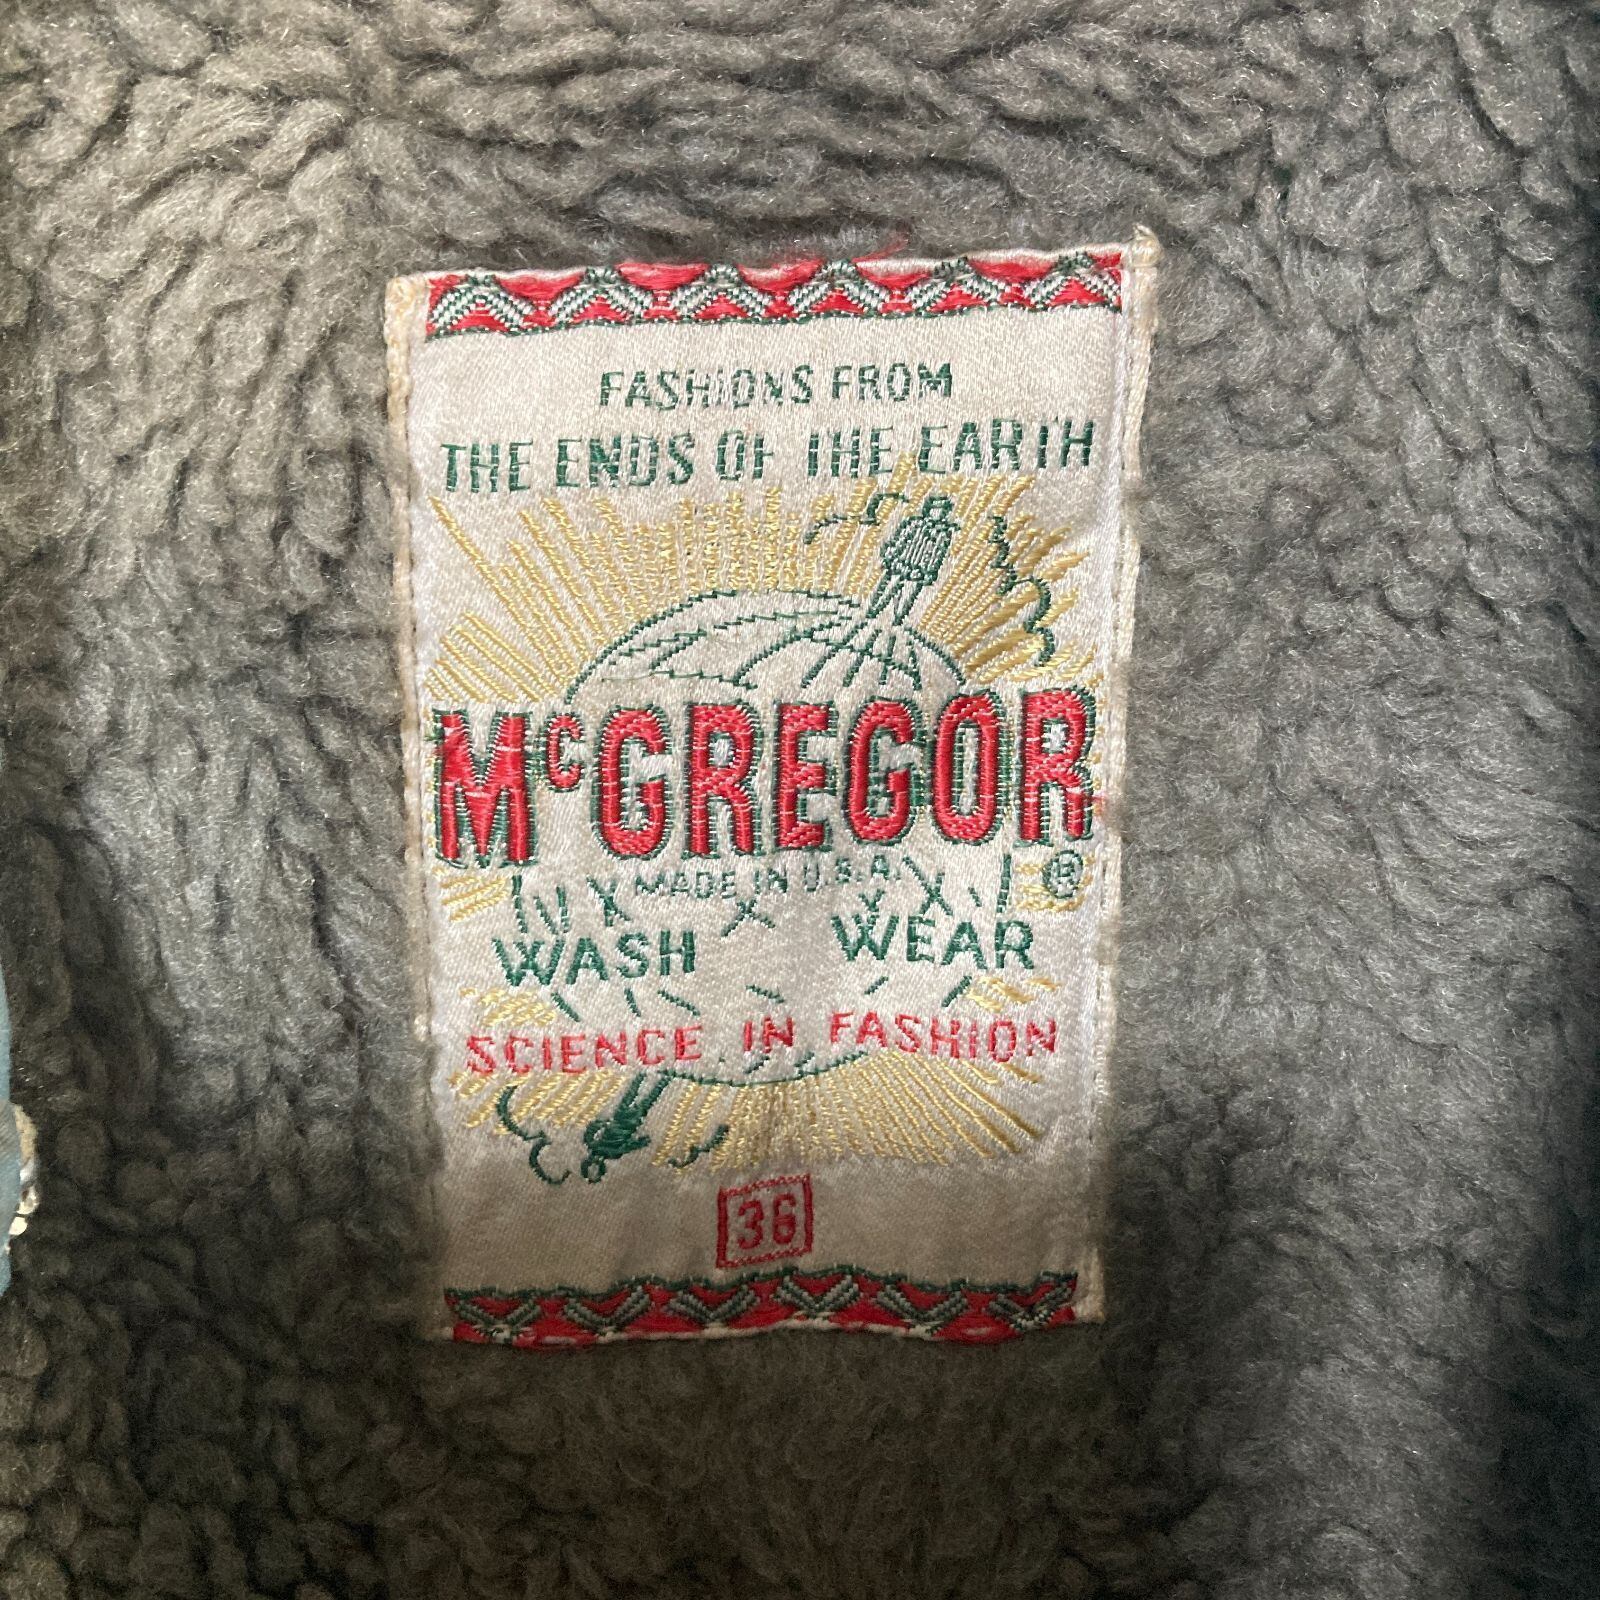 FASHIONS FROM
THE ENDS OF THE EARTH
McGREGOR
®
MADE IN U.S.A.
WASH WEAR
SCIENCE IN FASHION
36